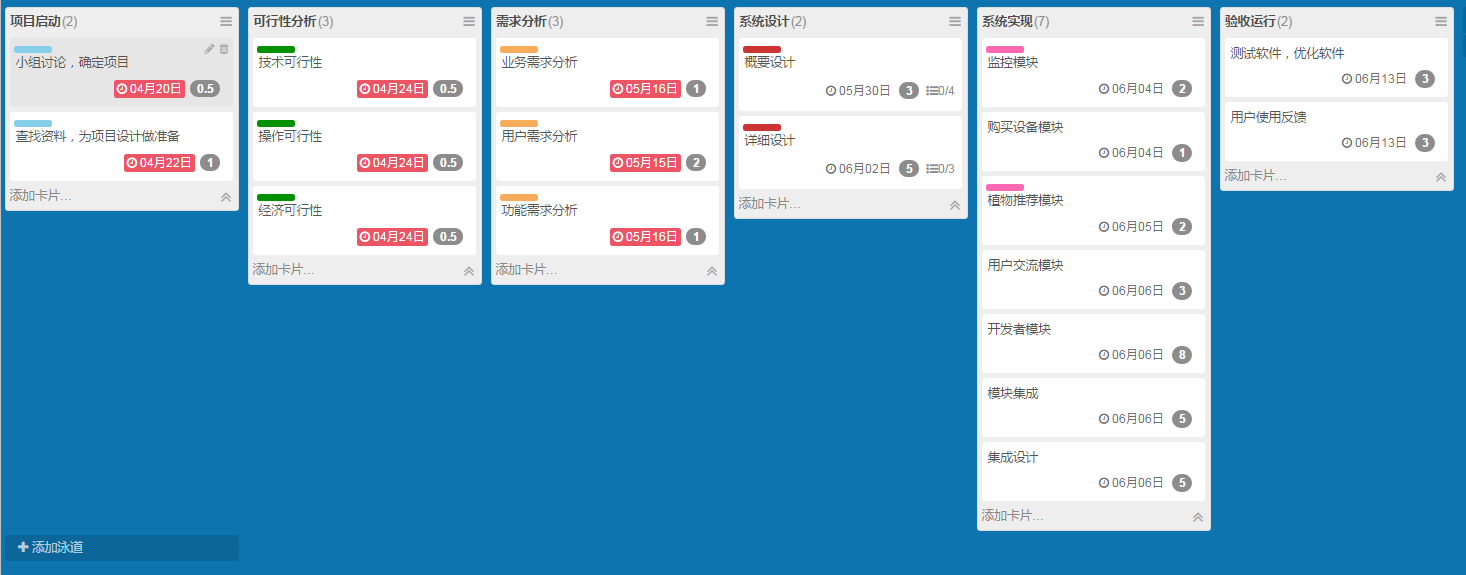 项目启动(2)
小组讨论，确定项目
04月20日 0.5
查找资料，为项目设计做准备
04月22日 1
添加卡片...
可行性分析(3)
技术可行性
04月24日 0.5
操作可行性
04月24日 0.5
经济可行性
04月24日 0.5
添加卡片...
需求分析(3)
业务需求分析
05月16日 1
用户需求分析
05月15日 2
功能需求分析
05月16日 1
添加卡片...
系统设计(2)
概要设计
05月30日 3 0/4
详细设计
06月02日 5 0/3
添加卡片...
系统实现(7)
监控模块
06月04日 2
购买设备模块
06月04日 1
植物推荐模块
06月05日 2
用户交流模块
06月06日 3
开发者模块
06月06日 8
模块集成
06月06日 5
集成设计
06月06日 5
添加卡片...
验收运行(2)
测试软件，优化软件
06月13日 3
用户使用反馈
06月13日 3
添加卡片...
添加泳道